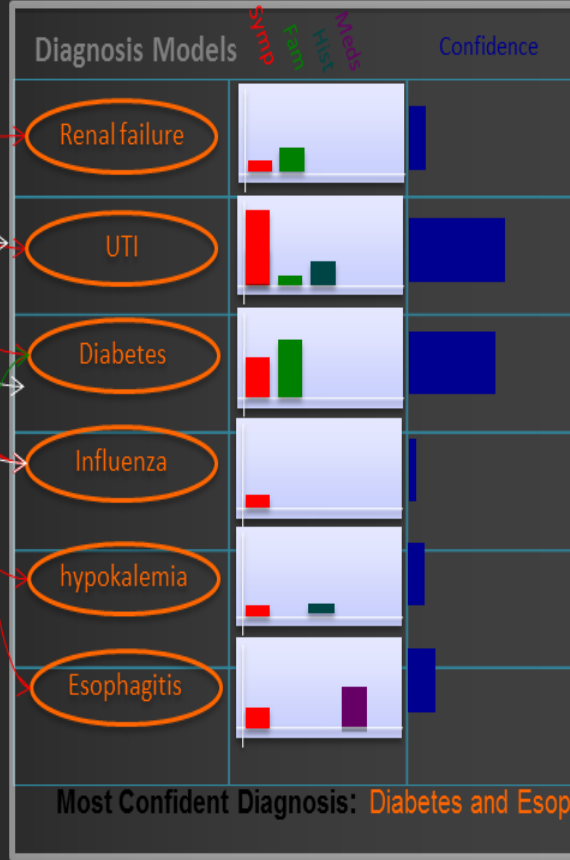 Diagnosis Models Symp Fam Hist Meds Confidence
Renal failure
UTI
Diabetes
Influenza
hypokalemia
Esophagitis
Most Confident Diagnosis: Diabetes and Esop